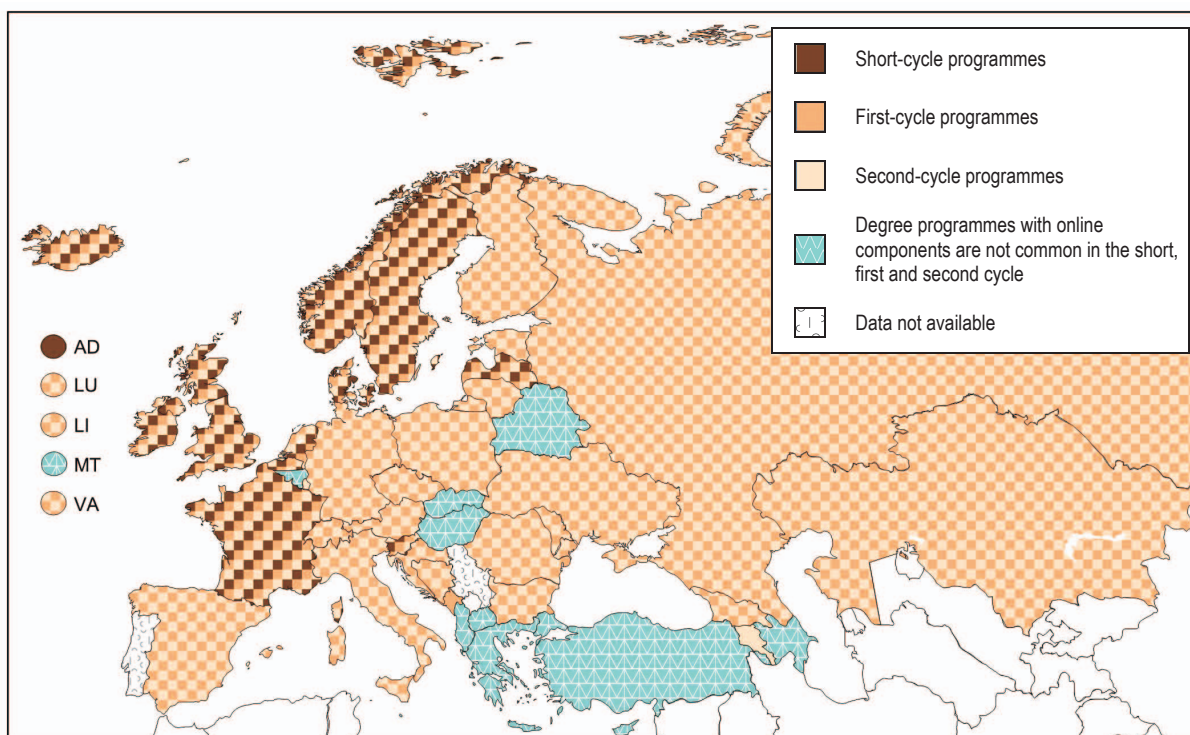 Short-cycle programmes
First-cycle programmes
Second-cycle programmes
Degree programmes with online
components are not common in the short,
first and second cycle
Data not available
AD
LU
LI
MT
VA